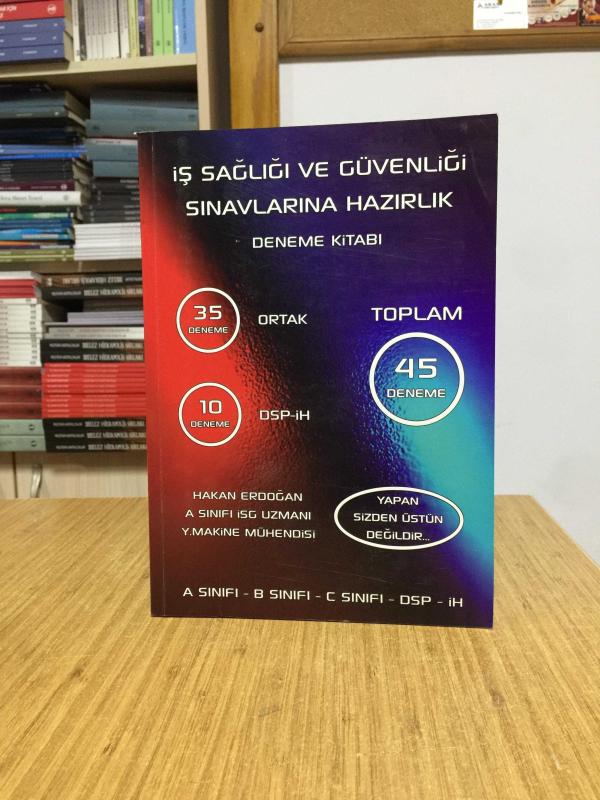 İŞ SAĞLIĞI VE GÜVENLİĞİ
SINAVLARINA HAZIRLIK
DENEME KİTABI
35
DENEME
ORTAK
TOPLAM
45
DENEME
10
DENEME
DSP-İH
HAKAN ERDOĞAN
A SINIFI İSG UZMANI
Y.MAKİNE MÜHENDİSİ
YAPAN
SİZDEN ÜSTÜN
DEĞİLDİR...
A SINIFI - B SINIFI - C SINIFI - DSP - İH